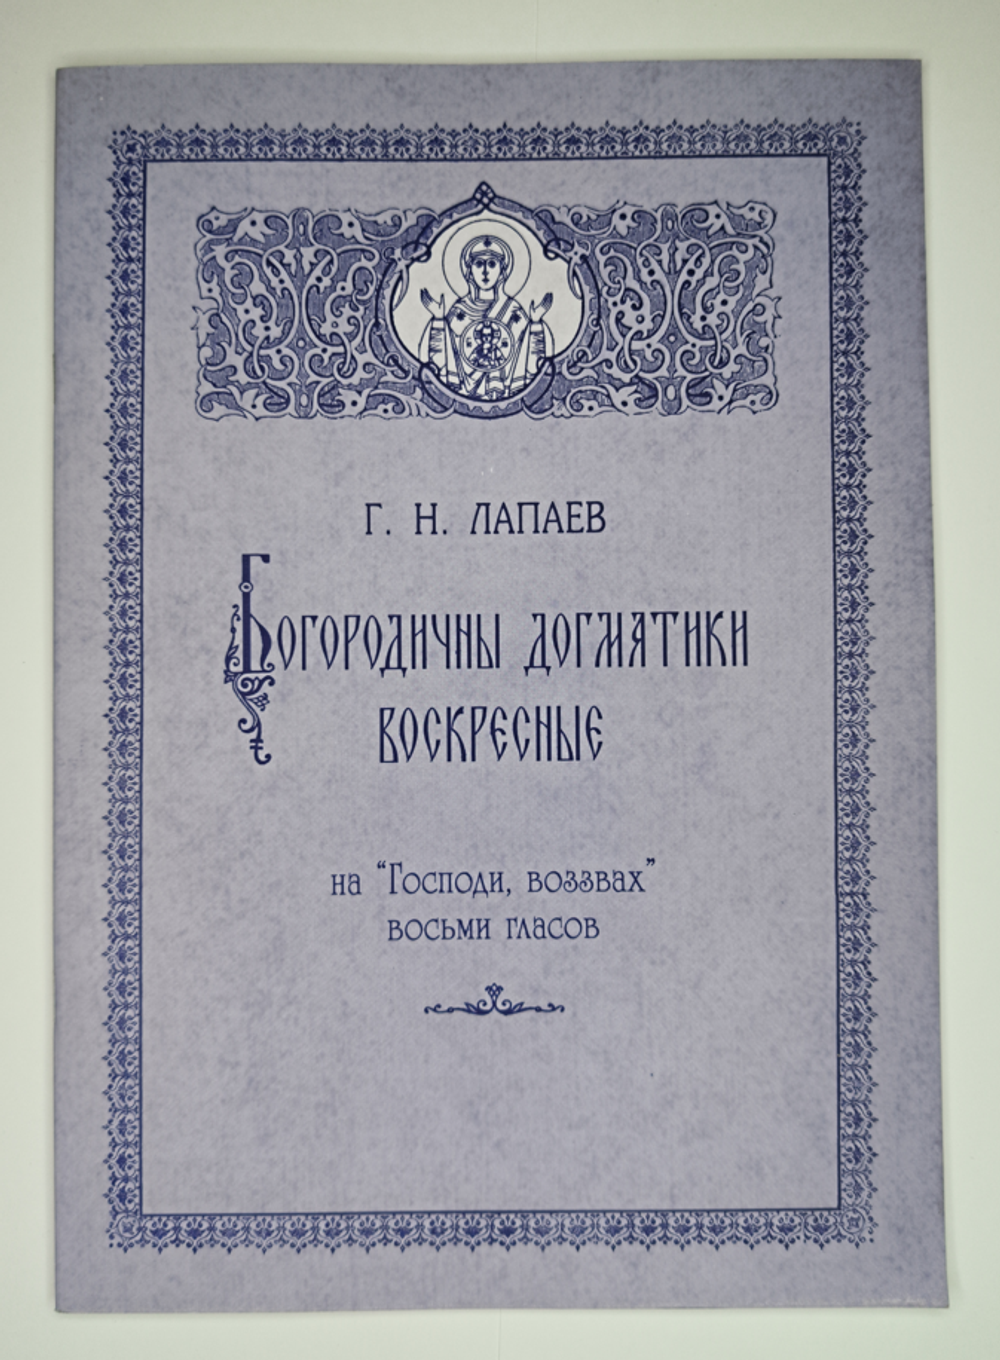 Г. Н. ЛАПАЕВ
Богородичны догматики
воскресные
на “Господи, воззвах”
восьми гласов